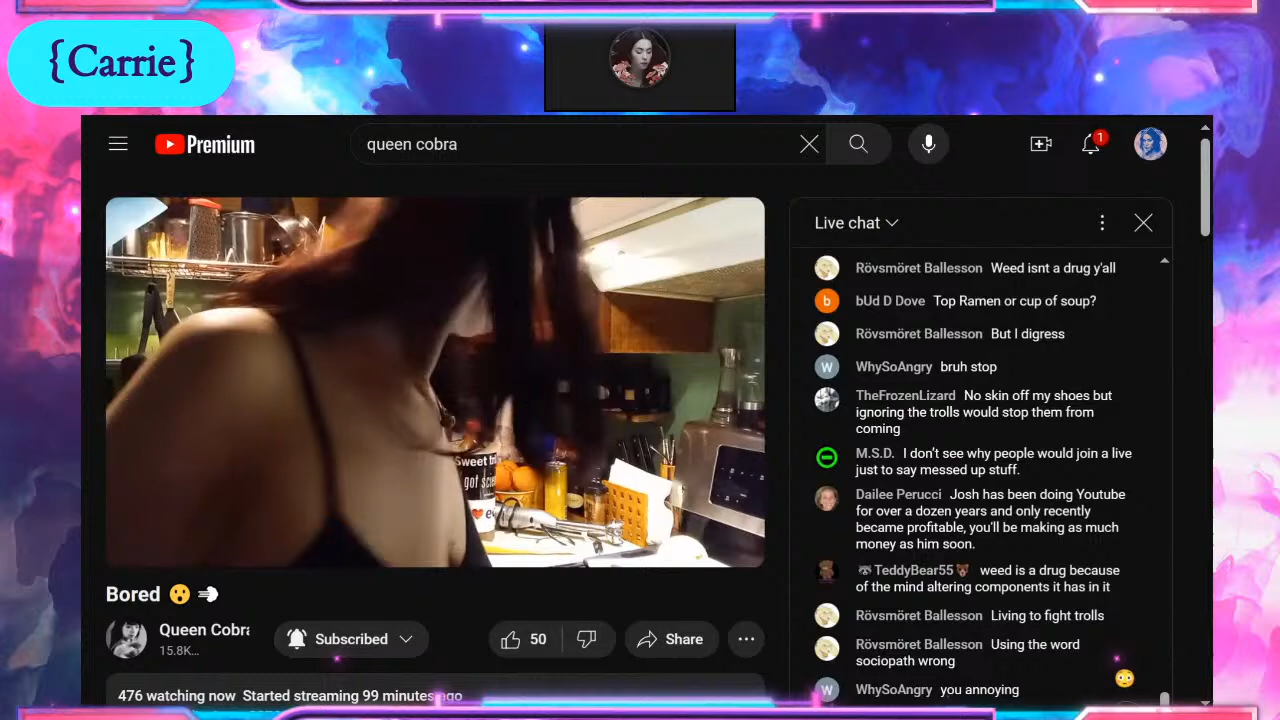 {Carrie}
Premium
queen cobra
1
Live chat
Rövsmöret Ballesson Weed isnt a drug y'all
b bUd D Dove Top Ramen or cup of soup?
Rövsmöret Ballesson But I digress
W WhySoAngry bruh stop
TheFrozenLizard No skin off my shoes but
ignoring the trolls would stop them from
coming
M.S.D. I don't see why people would join a live
just to say messed up stuff.
Dailee Perucci Josh has been doing Youtube
for over a dozen years and only recently
became profitable, you'll be making as much
money as him soon.
🦝TeddyBear55🐻 weed is a drug because
of the mind altering components it has in it
Rövsmöret Ballesson Living to fight trolls
Rövsmöret Ballesson Using the word
sociopath wrong
W WhySoAngry you annoying
got
Bored 😮‍💨
Queen Cobra
15.8K...
Subscribed
50
Share
476 watching now Started streaming 99 minutes ago